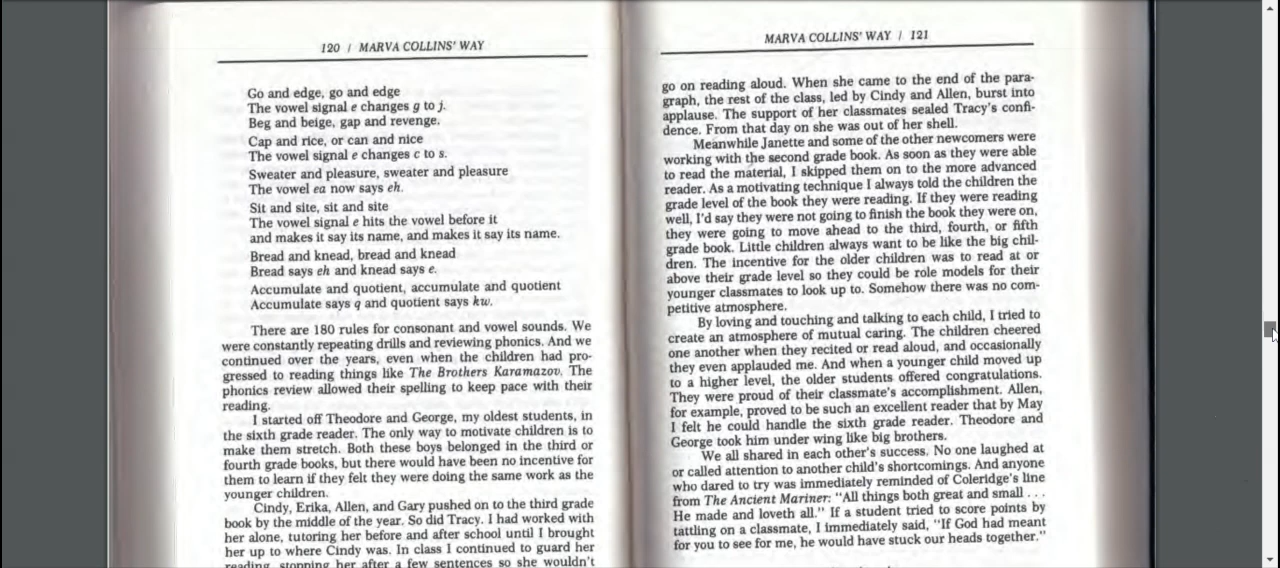 120 / MARVA COLLINS' WAY
Go and edge, go and edge
The vowel signal e changes g to j.
Beg and beige, gap and revenge.
Cap and rice, or can and nice
The vowel signal e changes c to s.
Sweater and pleasure, sweater and pleasure
The vowel ea now says eh.
Sit and site, sit and site
The vowel signal e hits the vowel before it
and makes it say its name, and makes it say its name.
Bread and knead, bread and knead
Bread says eh and knead says e.
Accumulate and quotient, accumulate and quotient
Accumulate says q and quotient says kw.
There are 180 rules for consonant and vowel sounds. We
were constantly repeating drills and reviewing phonics. And we
continued over the years, even when the children had pro-
gressed to reading things like The Brothers Karamazov. The
phonics review allowed their spelling to keep pace with their
reading.
I started off Theodore and George, my oldest students, in
the sixth grade reader. The only way to motivate children is to
make them stretch. Both these boys belonged in the third or
fourth grade books, but there would have been no incentive for
them to learn if they felt they were doing the same work as the
younger children.
Cindy, Erika, Allen, and Gary pushed on to the third grade
book by the middle of the year. So did Tracy. I had worked with
her alone, tutoring her before and after school until I brought
her up to where Cindy was. In class I continued to guard her
reading, stopping her after a few sentences so she wouldn't
MARVA COLLINS' WAY / 121
go on reading aloud. When she came to the end of the para-
graph, the rest of the class, led by Cindy and Allen, burst into
applause. The support of her classmates sealed Tracy's confi-
dence. From that day on she was out of her shell.
Meanwhile Janette and some of the other newcomers were
working with the second grade book. As soon as they were able
to read the material, I skipped them on to the more advanced
reader. As a motivating technique I always told the children the
grade level of the book they were reading. If they were reading
well, I'd say they were not going to finish the book they were on,
they were going to move ahead to the third, fourth, or fifth
grade book. Little children always want to be like the big chil-
dren. The incentive for the older children was to read at or
above their grade level so they could be role models for their
younger classmates to look up to. Somehow there was no com-
petitive atmosphere.
By loving and touching and talking to each child, I tried to
create an atmosphere of mutual caring. The children cheered
one another when they recited or read aloud, and occasionally
they even applauded me. And when a younger child moved up
to a higher level, the older students offered congratulations.
They were proud of their classmate's accomplishment. Allen,
for example, proved to be such an excellent reader that by May
I felt he could handle the sixth grade reader. Theodore and
George took him under wing like big brothers.
We all shared in each other's success. No one laughed at
or called attention to another child's shortcomings. And anyone
who dared to try was immediately reminded of Coleridge's line
from The Ancient Mariner: "All things both great and small . . .
He made and loveth all." If a student tried to score points by
tattling on a classmate, I immediately said, "If God had meant
for you to see for me, he would have stuck our heads together."